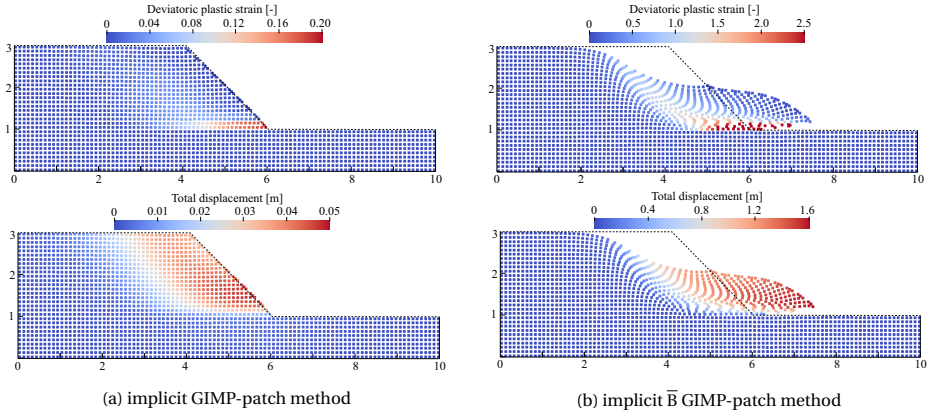 Deviatoric plastic strain [-]
0 0.04 0.08 0.12 0.16 0.20
3
2
1
0 2 4 6 8 10
Total displacement [m]
0 0.01 0.02 0.03 0.04 0.05
3
2
1
0 2 4 6 8 10
(a) implicit GIMP-patch method
Deviatoric plastic strain [-]
0 0.5 1.0 1.5 2.0 2.5
3
2
1
0 2 4 6 8 10
Total displacement [m]
0 0.4 0.8 1.2 1.6
3
2
1
0 2 4 6 8 10
(b) implicit B̅ GIMP-patch method